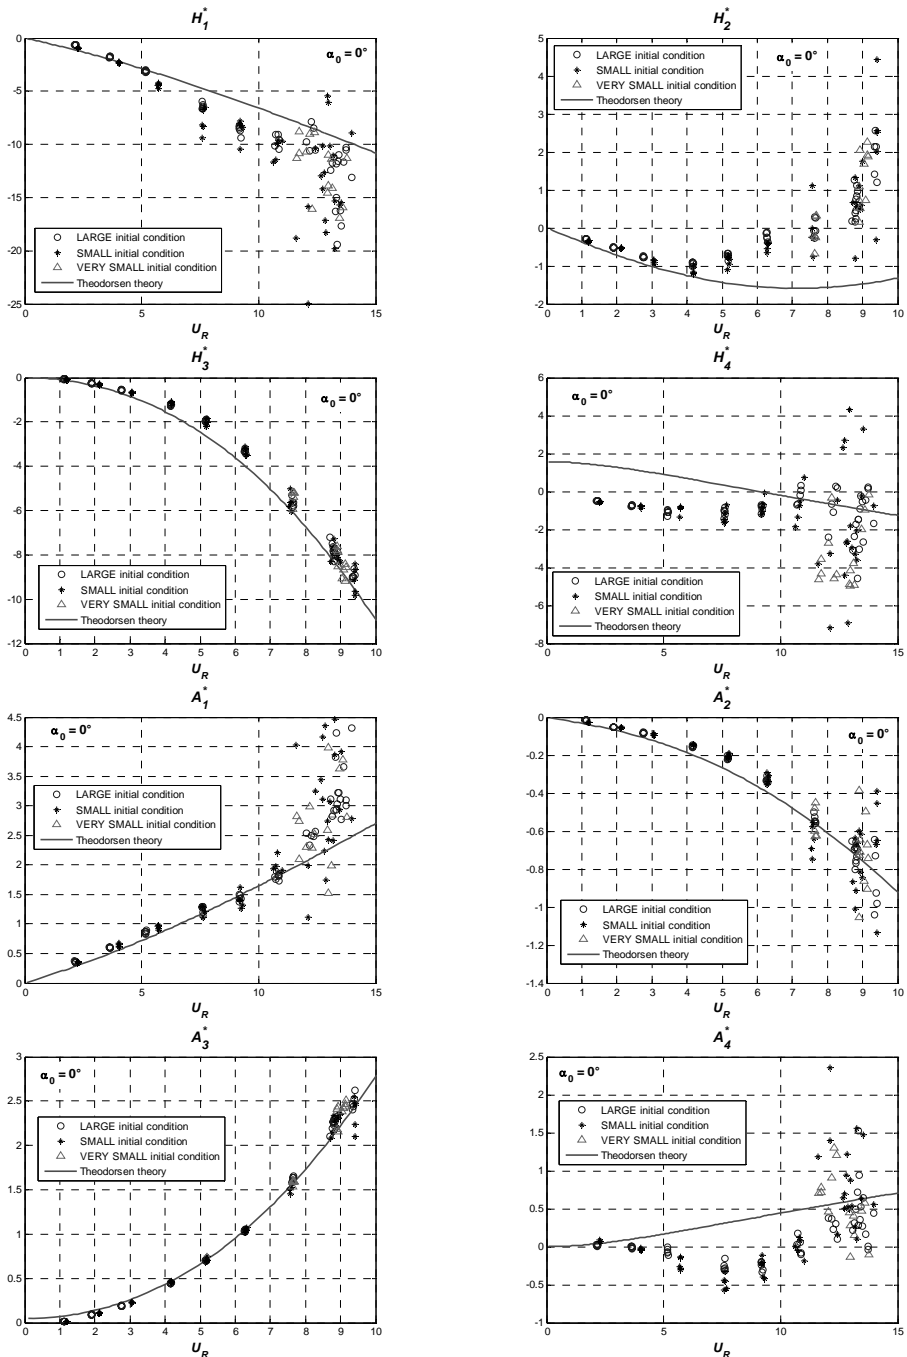 H1*
0
-5
-10
-15
-20
-25
0 5 10 15
α0 = 0°
LARGE initial condition
SMALL initial condition
VERY SMALL initial condition
Theodorsen theory
UR
H2*
5
4
3
2
1
0
-1
-2
0 1 2 3 4 5 6 7 8 9 10
α0 = 0°
LARGE initial condition
SMALL initial condition
VERY SMALL initial condition
Theodorsen theory
UR
H3*
0
-2
-4
-6
-8
-10
-12
0 1 2 3 4 5 6 7 8 9 10
α0 = 0°
LARGE initial condition
SMALL initial condition
VERY SMALL initial condition
Theodorsen theory
UR
H4*
6
4
2
0
-2
-4
-6
-8
0 5 10 15
α0 = 0°
LARGE initial condition
SMALL initial condition
VERY SMALL initial condition
Theodorsen theory
UR
A1*
4.5
4
3.5
3
2.5
2
1.5
1
0.5
0
0 5 10 15
α0 = 0°
LARGE initial condition
SMALL initial condition
VERY SMALL initial condition
Theodorsen theory
UR
A2*
0
-0.2
-0.4
-0.6
-0.8
-1
-1.2
-1.4
0 1 2 3 4 5 6 7 8 9 10
α0 = 0°
LARGE initial condition
SMALL initial condition
VERY SMALL initial condition
Theodorsen theory
UR
A3*
3
2.5
2
1.5
1
0.5
0
0 1 2 3 4 5 6 7 8 9 10
α0 = 0°
LARGE initial condition
SMALL initial condition
VERY SMALL initial condition
Theodorsen theory
UR
A4*
2.5
2
1.5
1
0.5
0
-0.5
-1
0 5 10 15
α0 = 0°
LARGE initial condition
SMALL initial condition
VERY SMALL initial condition
Theodorsen theory
UR